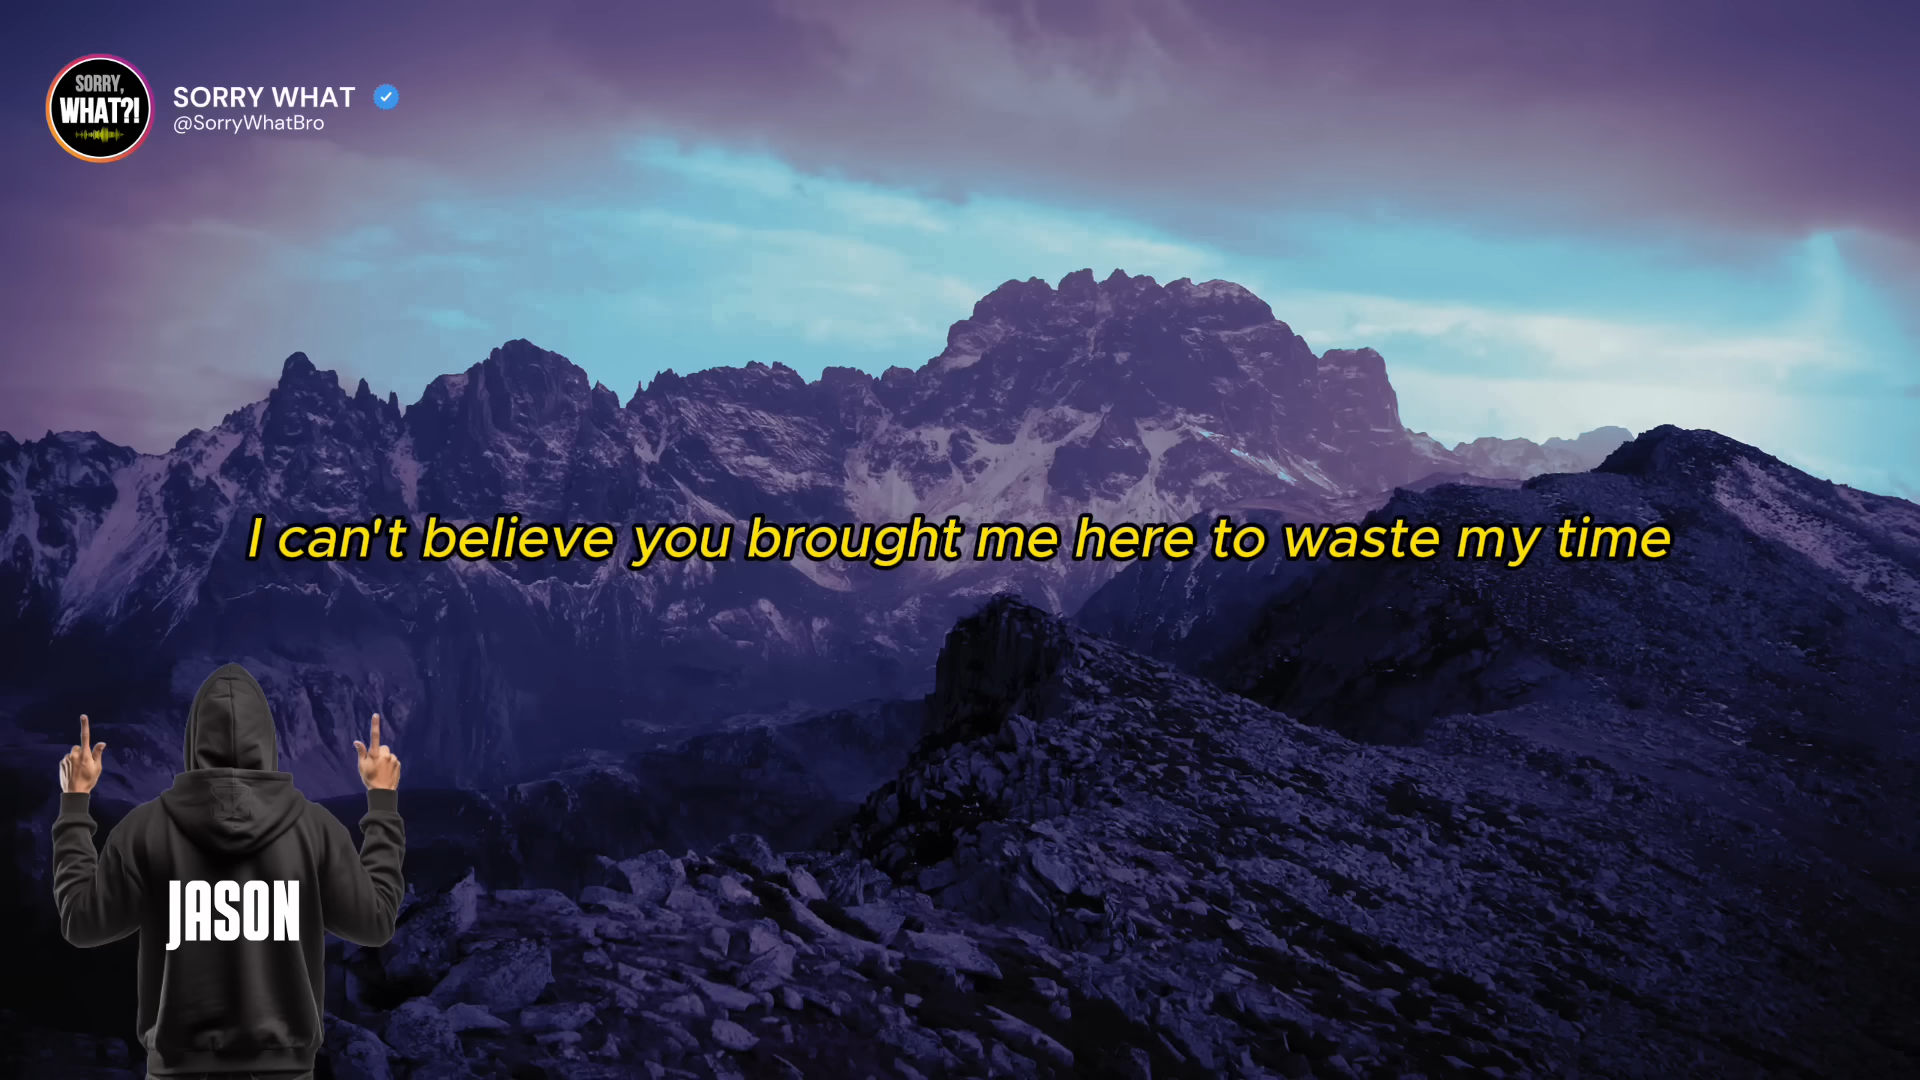 SORRY,
WHAT?!
SORRY WHAT
@SorryWhatBro
I can't believe you brought me here to waste my time
JASON